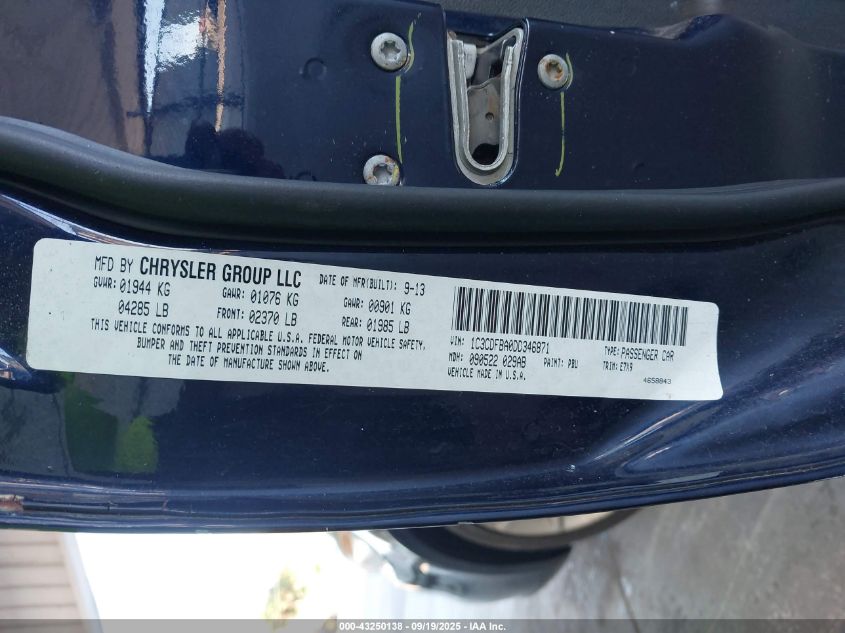 MFD BY CHRYSLER GROUP LLC DATE OF MFR(BUILT): 9-13
GVWR: 01944 KG GAWR: 01076 KG GAWR: 00901 KG
04285 LB FRONT: 02370 LB REAR: 01985 LB
THIS VEHICLE CONFORMS TO ALL APPLICABLE U.S.A. FEDERAL MOTOR VEHICLE SAFETY,
BUMPER AND THEFT PREVENTION STANDARDS IN EFFECT ON
THE DATE OF MANUFACTURE SHOWN ABOVE.
VIN: 1C3CDFBA0DD346871 TYPE: PASSENGER CAR
MDH: 090522 029AB PAINT: PBU TRIM: E7X9
VEHICLE MADE IN U.S.A. 4658843
000-43250138 - 09/19/2025 - IAA Inc.